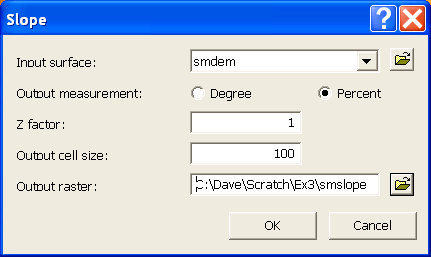 Slope
Input surface: smdem
Output measurement: Degree Percent
Z factor: 1
Output cell size: 100
Output raster: C:\Dave\Scratch\Ex3\smslope
OK Cancel